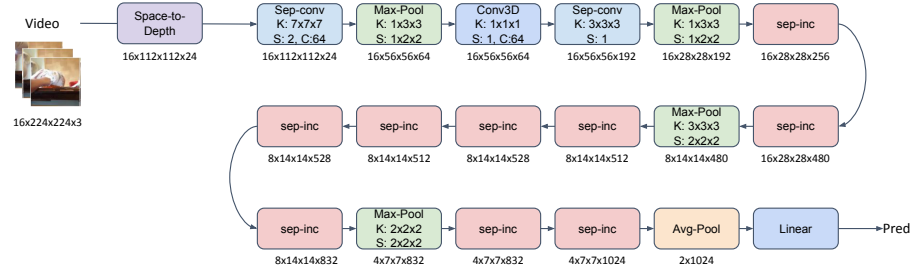 Video
16x224x224x3
Space-to-
Depth
16x112x112x24
Sep-conv
K: 7x7x7
S: 2, C:64
16x112x112x24
Max-Pool
K: 1x3x3
S: 1x2x2
16x56x56x64
Conv3D
K: 1x1x1
S: 1, C:64
16x56x56x64
Sep-conv
K: 3x3x3
S: 1
16x56x56x192
Max-Pool
K: 1x3x3
S: 1x2x2
16x28x28x192
sep-inc
16x28x28x256
sep-inc
16x28x28x480
Max-Pool
K: 3x3x3
S: 2x2x2
8x14x14x480
sep-inc
8x14x14x512
sep-inc
8x14x14x528
sep-inc
8x14x14x512
sep-inc
8x14x14x528
sep-inc
8x14x14x832
Max-Pool
K: 2x2x2
S: 2x2x2
4x7x7x832
sep-inc
4x7x7x832
sep-inc
4x7x7x1024
Avg-Pool
2x1024
Linear
Pred